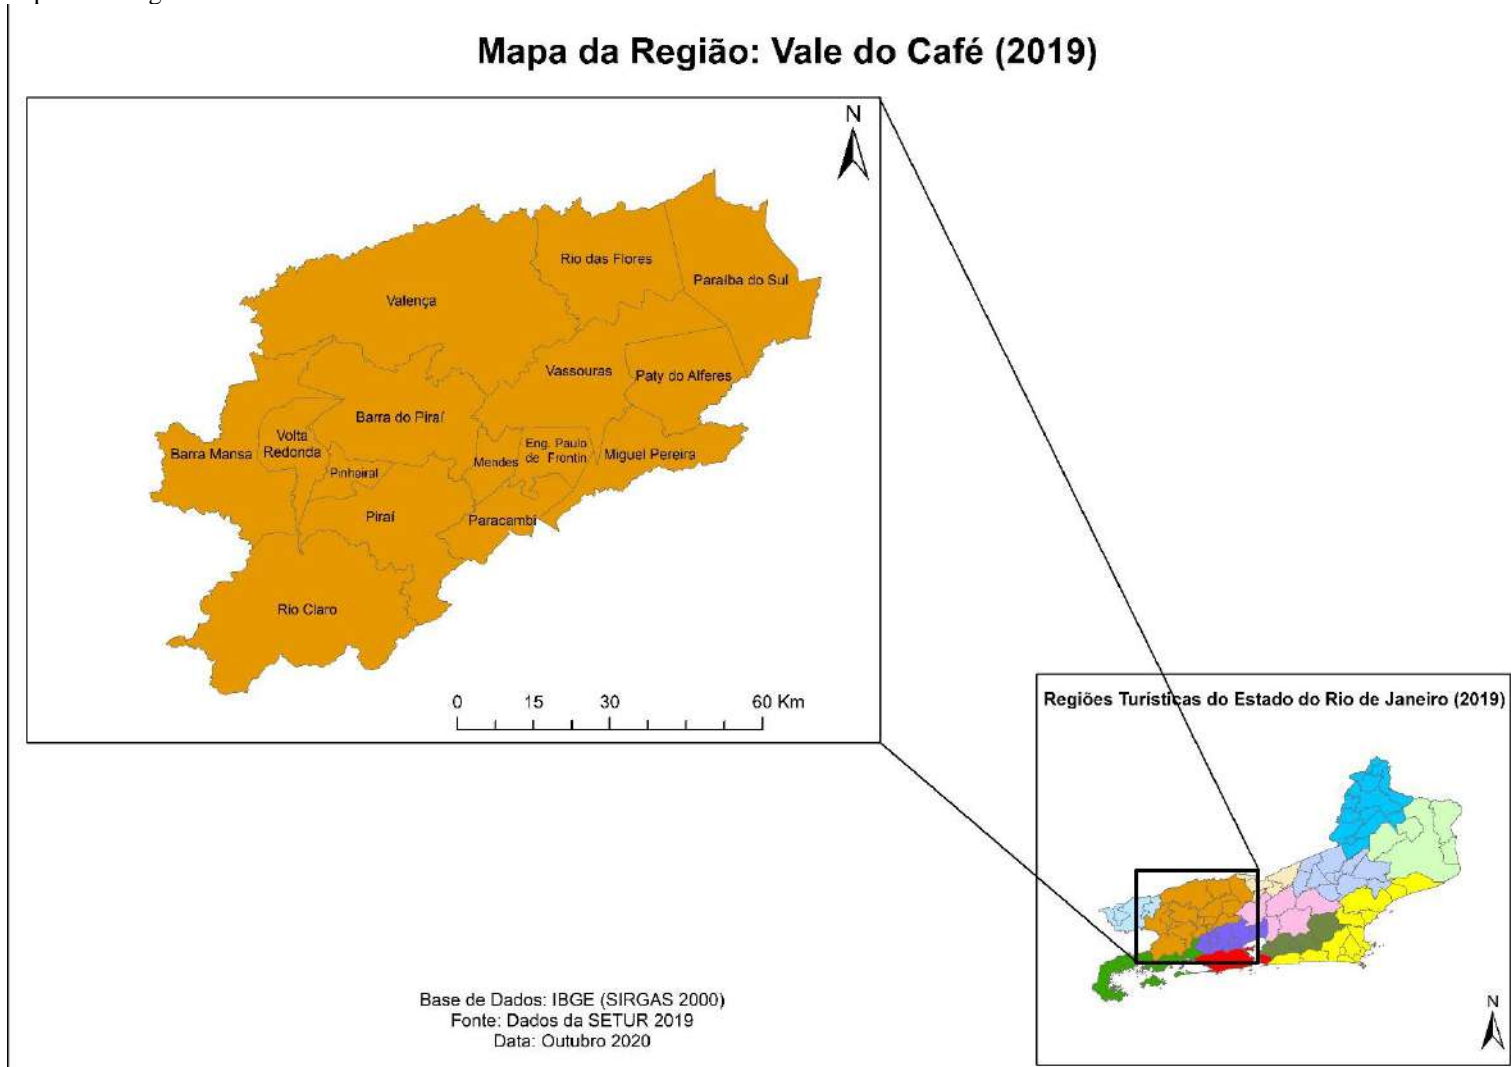 Mapa da Região: Vale do Café (2019)
N
Rio das Flores
Paraíba do Sul
Valença
Vassouras
Paty do Alferes
Barra do Piraí
Volta
Redonda
Barra Mansa
Eng. Paulo
de Frontin
Mendes
Miguel Pereira
Pinheiral
Piraí
Paracambi
Rio Claro
0 15 30 60 Km
Regiões Turísticas do Estado do Rio de Janeiro (2019)
N
Base de Dados: IBGE (SIRGAS 2000)
Fonte: Dados da SETUR 2019
Data: Outubro 2020